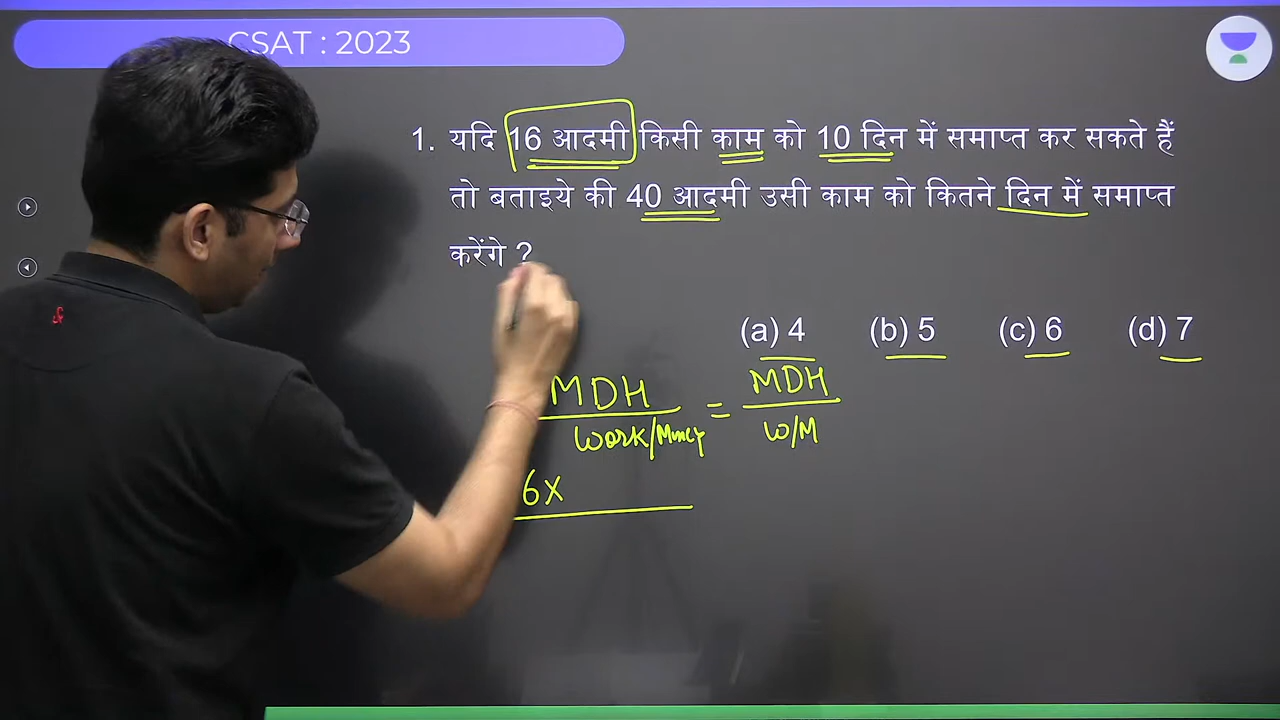 CSAT : 2023
1. यदि 16 आदमी किसी काम को 10 दिन में समाप्त कर सकते हैं
तो बताइये की 40 आदमी उसी काम को कितने दिन में समाप्त
करेंगे ?
(a) 4 (b) 5 (c) 6 (d) 7
MDH = MDH
Work/Money W/M
6x